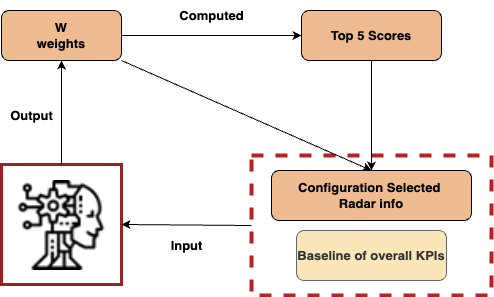 W
weights
Computed
Top 5 Scores
Output
Configuration Selected
Radar info
Input
Baseline of overall KPIs